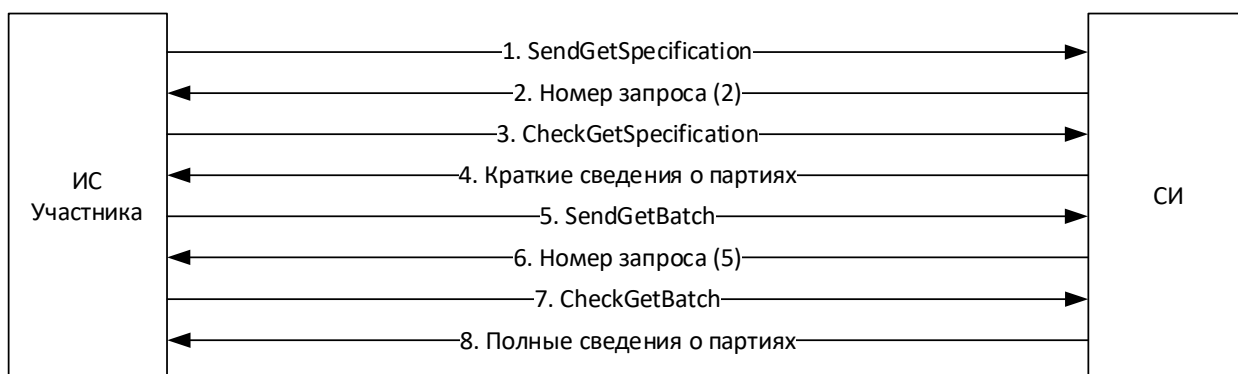 1. SendGetSpecification
2. Номер запроса (2)
3. CheckGetSpecification
4. Краткие сведения о партиях
ИС
Участника
СИ
5. SendGetBatch
6. Номер запроса (5)
7. CheckGetBatch
8. Полные сведения о партиях